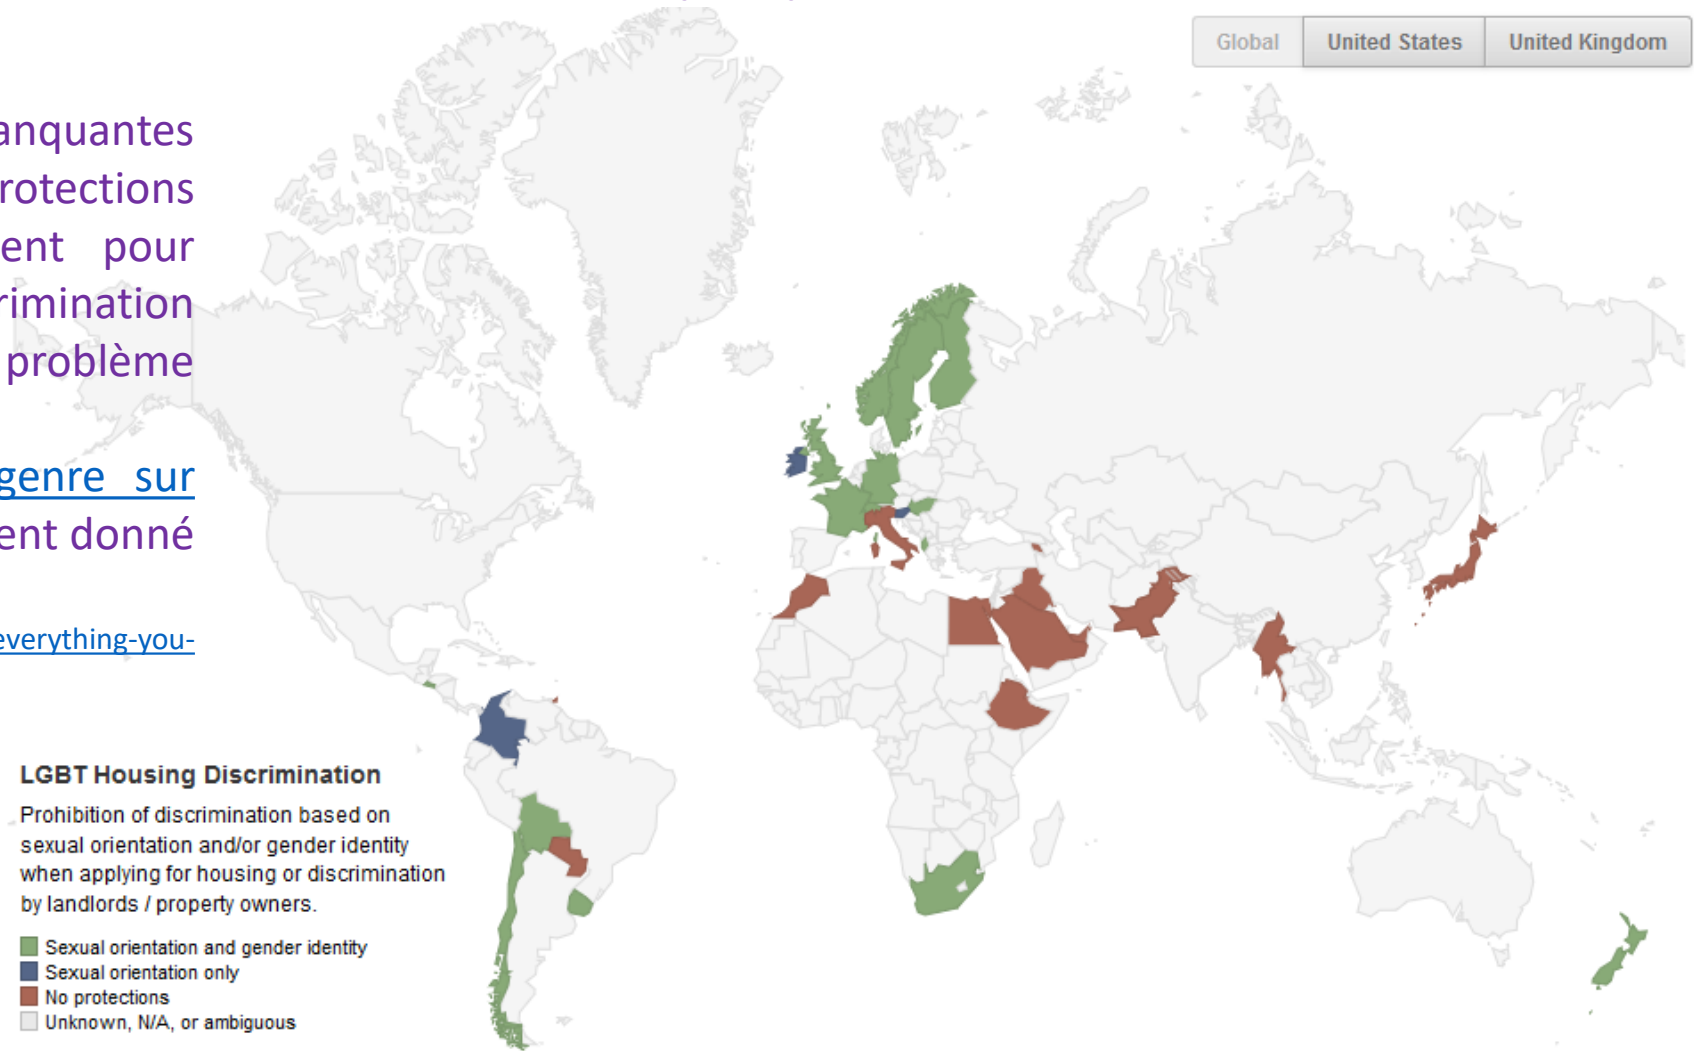 Global
United States
United Kingdom
anquantes
rotections
ent pour
rimination
problème
genre sur
ent donné
everything-you-
LGBT Housing Discrimination
Prohibition of discrimination based on
sexual orientation and/or gender identity
when applying for housing or discrimination
by landlords / property owners.
Sexual orientation and gender identity
Sexual orientation only
No protections
Unknown, N/A, or ambiguous